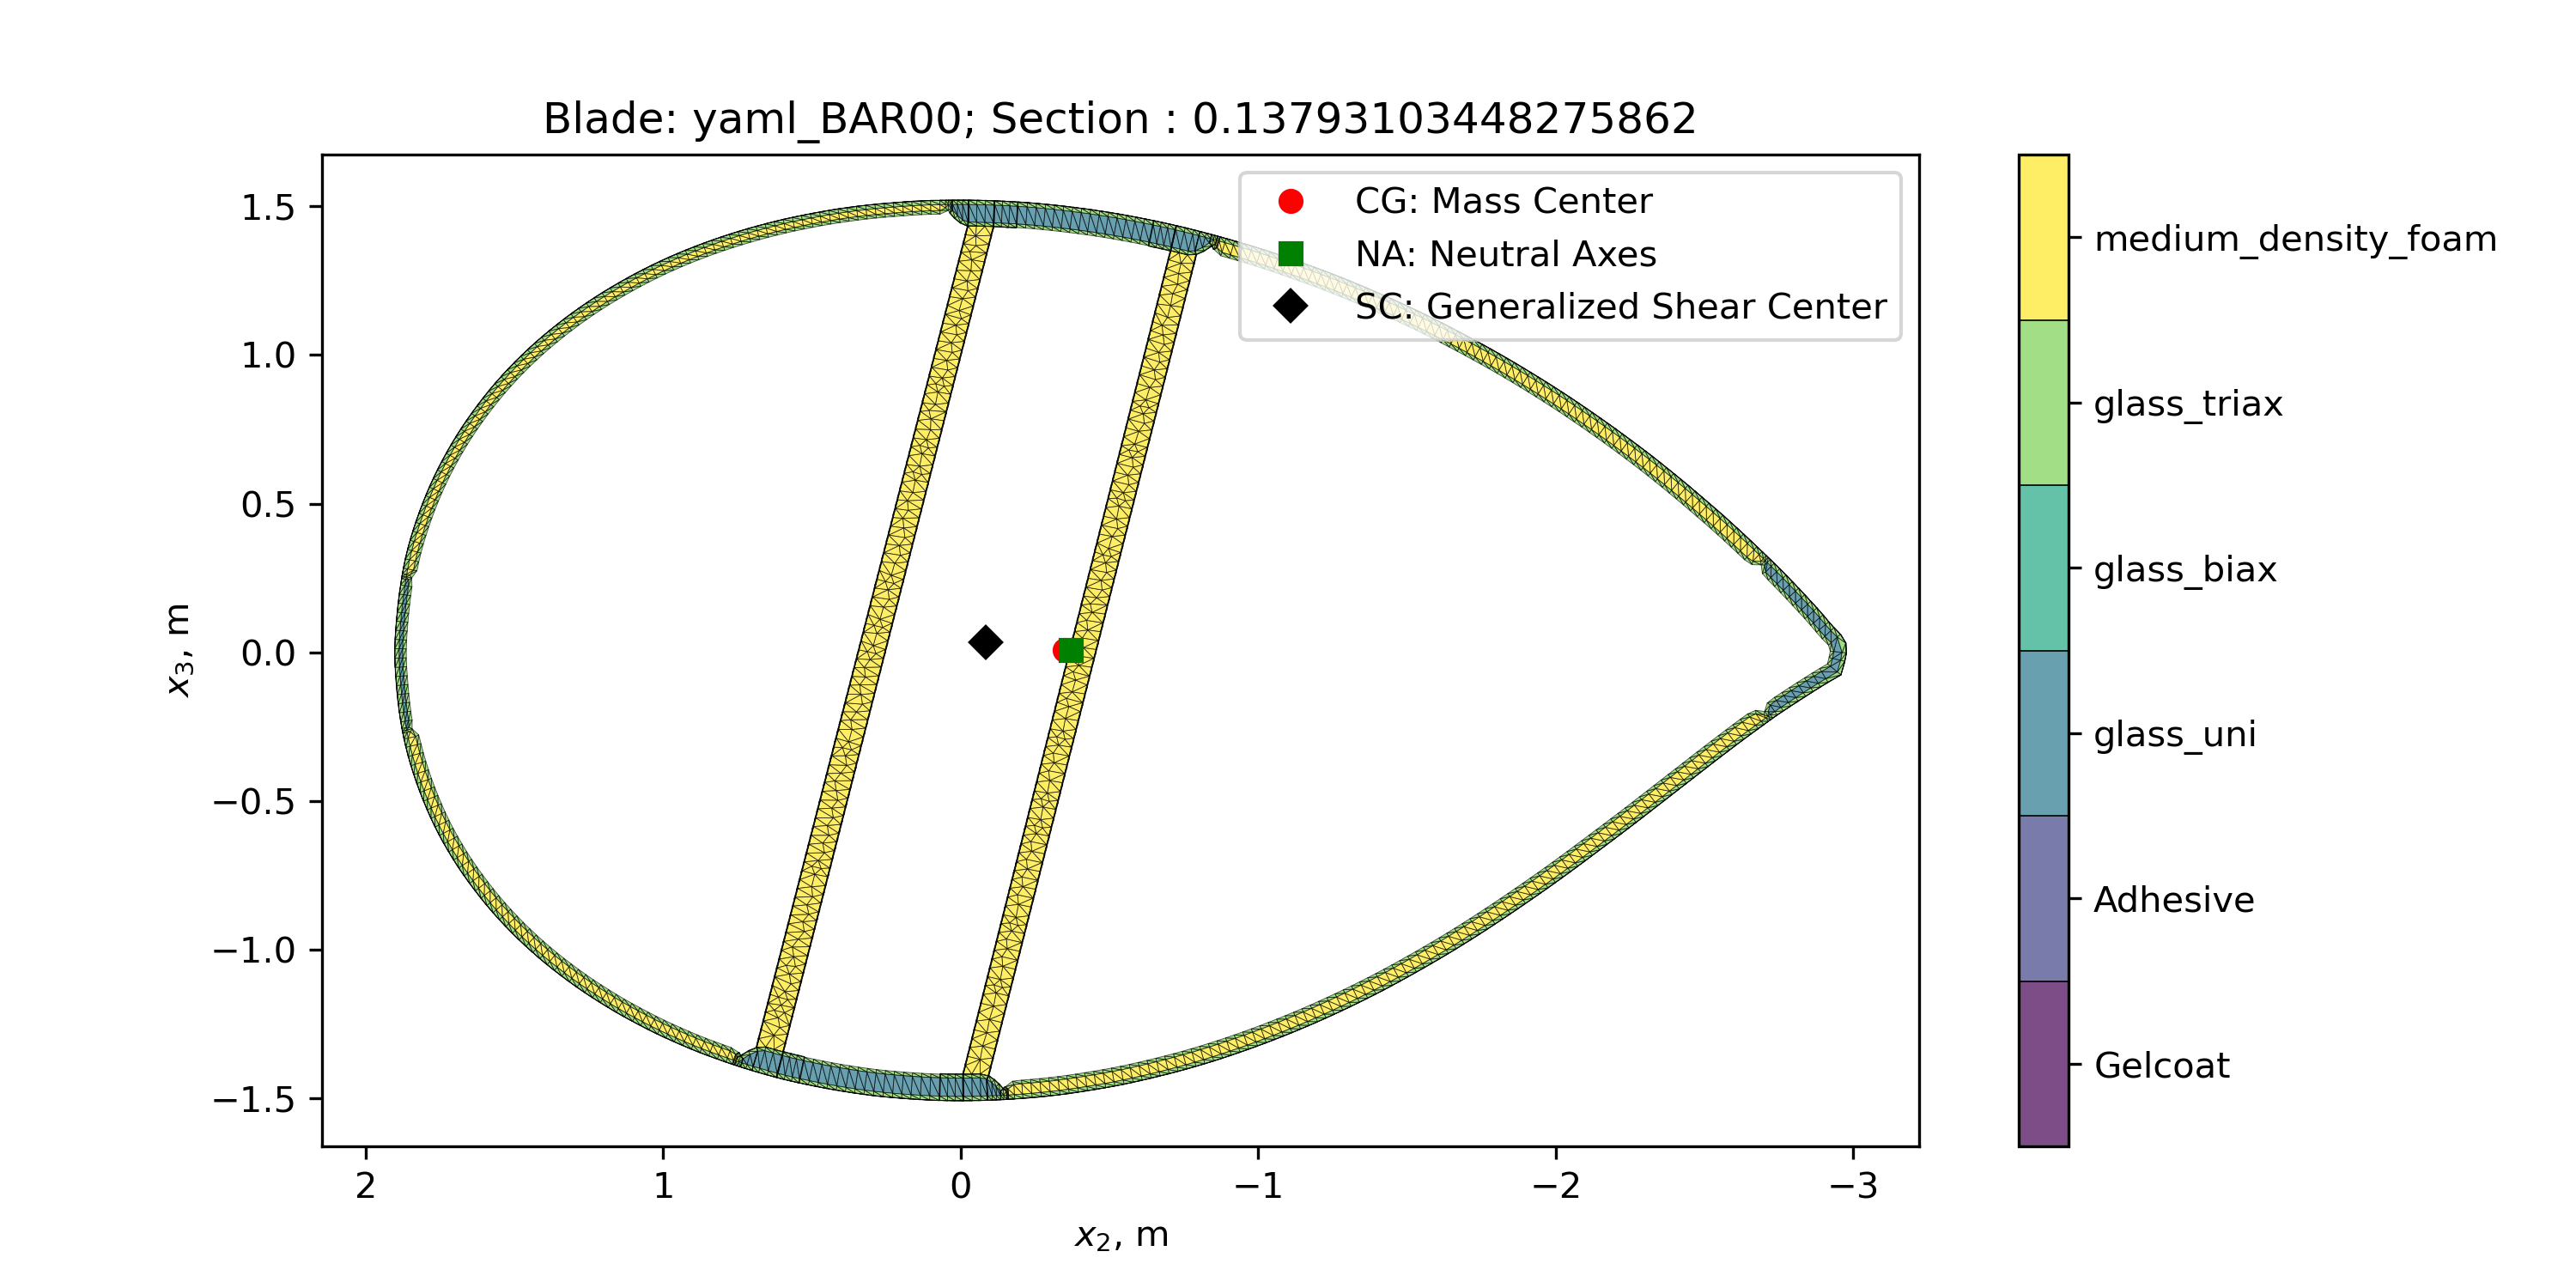 Blade: yaml_BAR00; Section : 0.13793103448275862
CG: Mass Center
NA: Neutral Axes
SC: Generalized Shear Center
1.5
1.0
0.5
0.0
−0.5
−1.0
−1.5
x3, m
2
1
0
−1
−2
−3
x2, m
medium_density_foam
glass_triax
glass_biax
glass_uni
Adhesive
Gelcoat